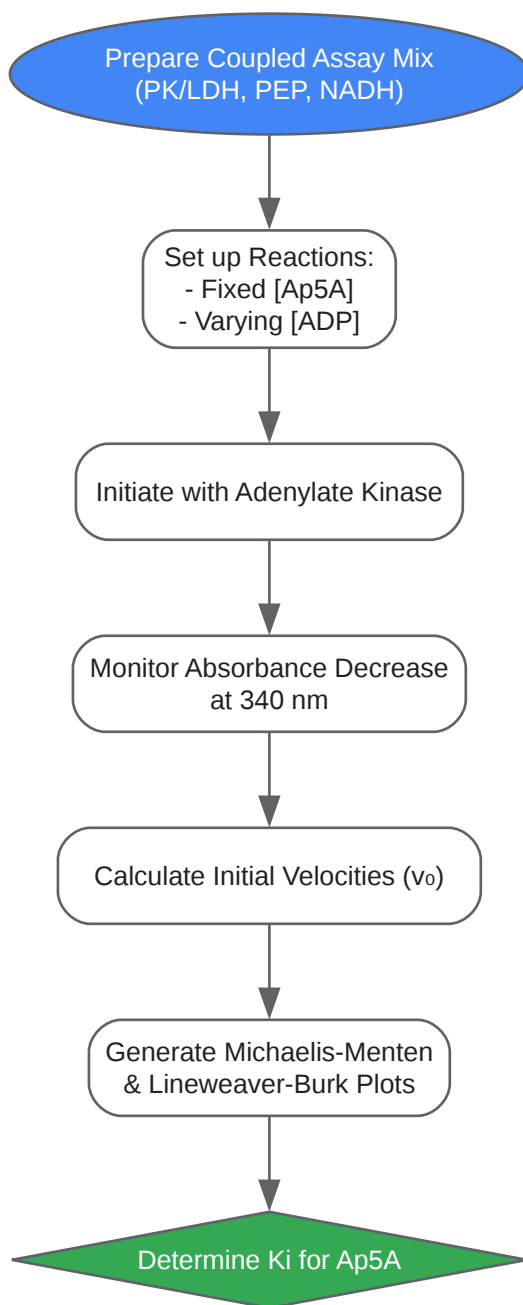 Prepare Coupled Assay Mix
(PK/LDH, PEP, NADH)
Set up Reactions:
- Fixed [Ap5A]
- Varying [ADP]
Initiate with Adenylate Kinase
Monitor Absorbance Decrease
at 340 nm
Calculate Initial Velocities (v₀)
Generate Michaelis-Menten
& Lineweaver-Burk Plots
Determine Ki for Ap5A